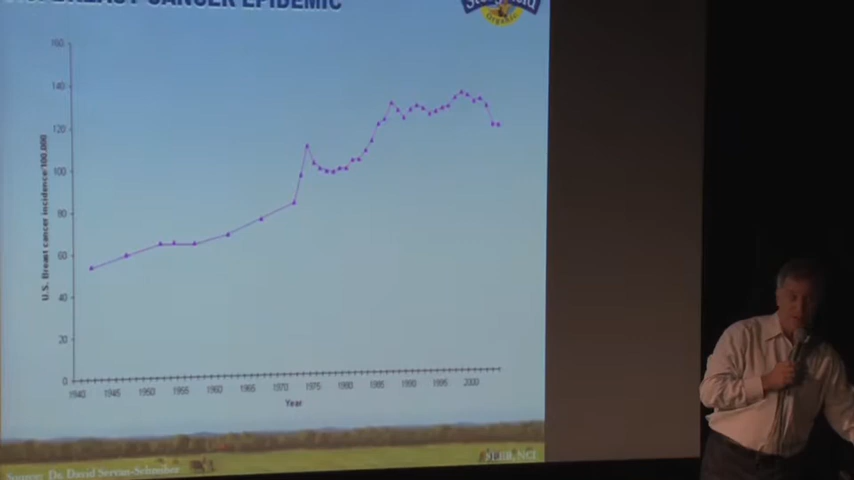 BREAST CANCER EPIDEMIC
Organic
160
140
120
100
80
60
40
20
0
U.S. Breast cancer incidence/100,000
1940 1945 1950 1955 1960 1965 1970 1975 1980 1985 1990 1995 2000
Year
Source: Dr. David Servan-Schreiber
NCI